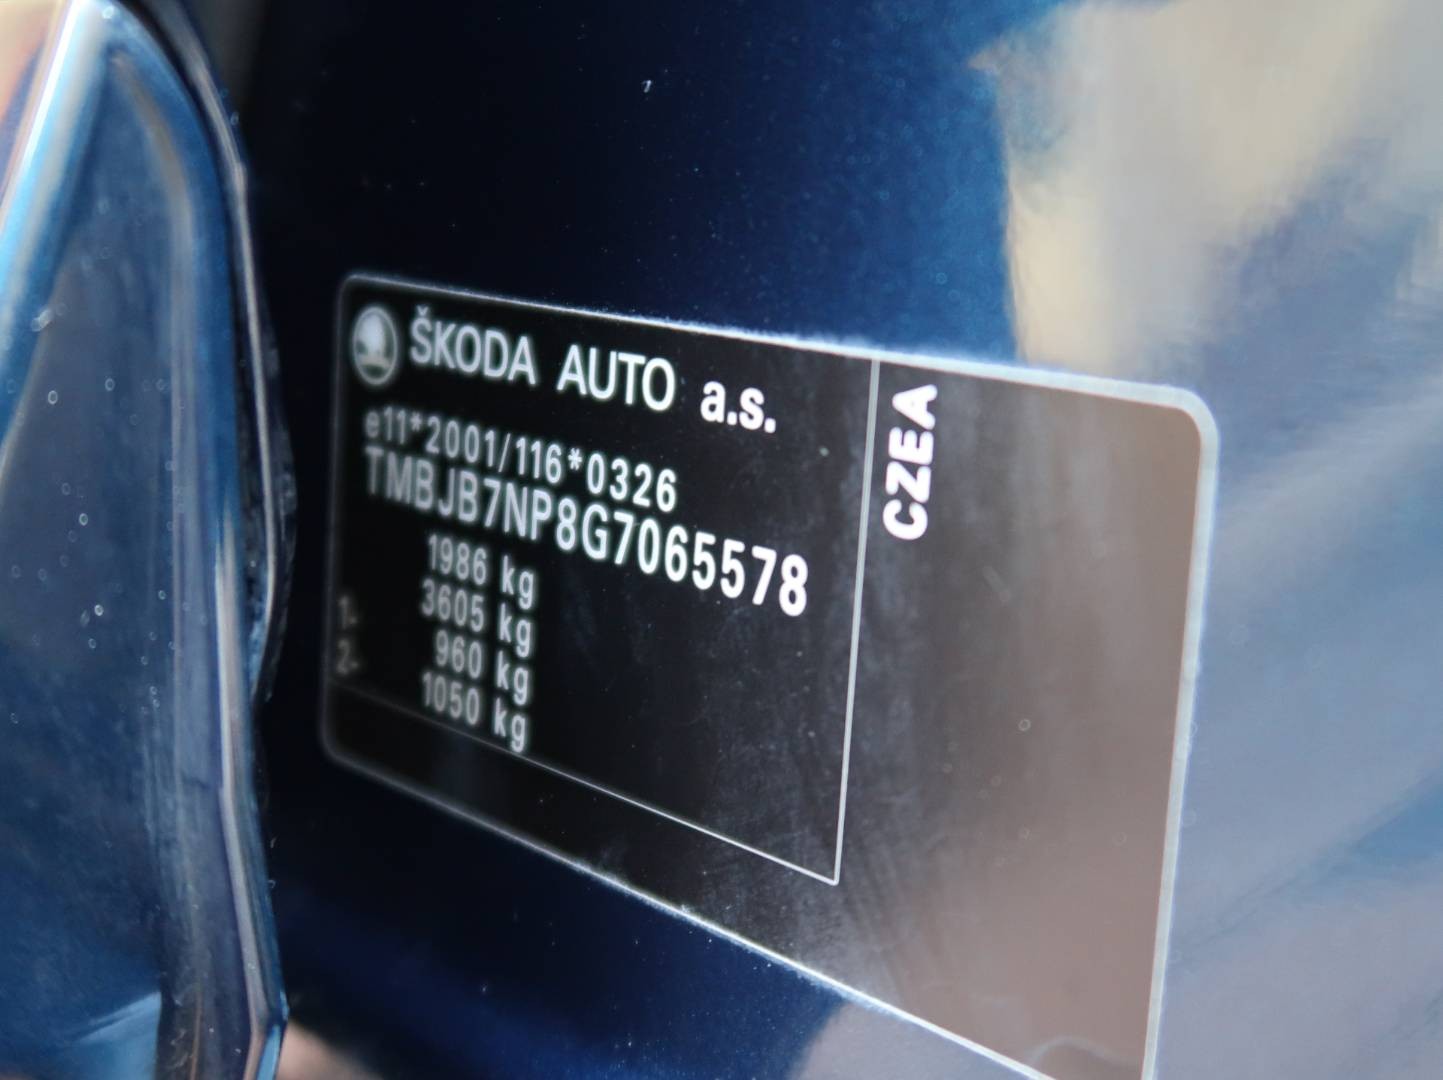 ŠKODA AUTO a.s.
e11*2001/116*0326
TMBJB7NP8G7065578
1986 kg
3605 kg
1- 960 kg
2- 1050 kg
CZEA